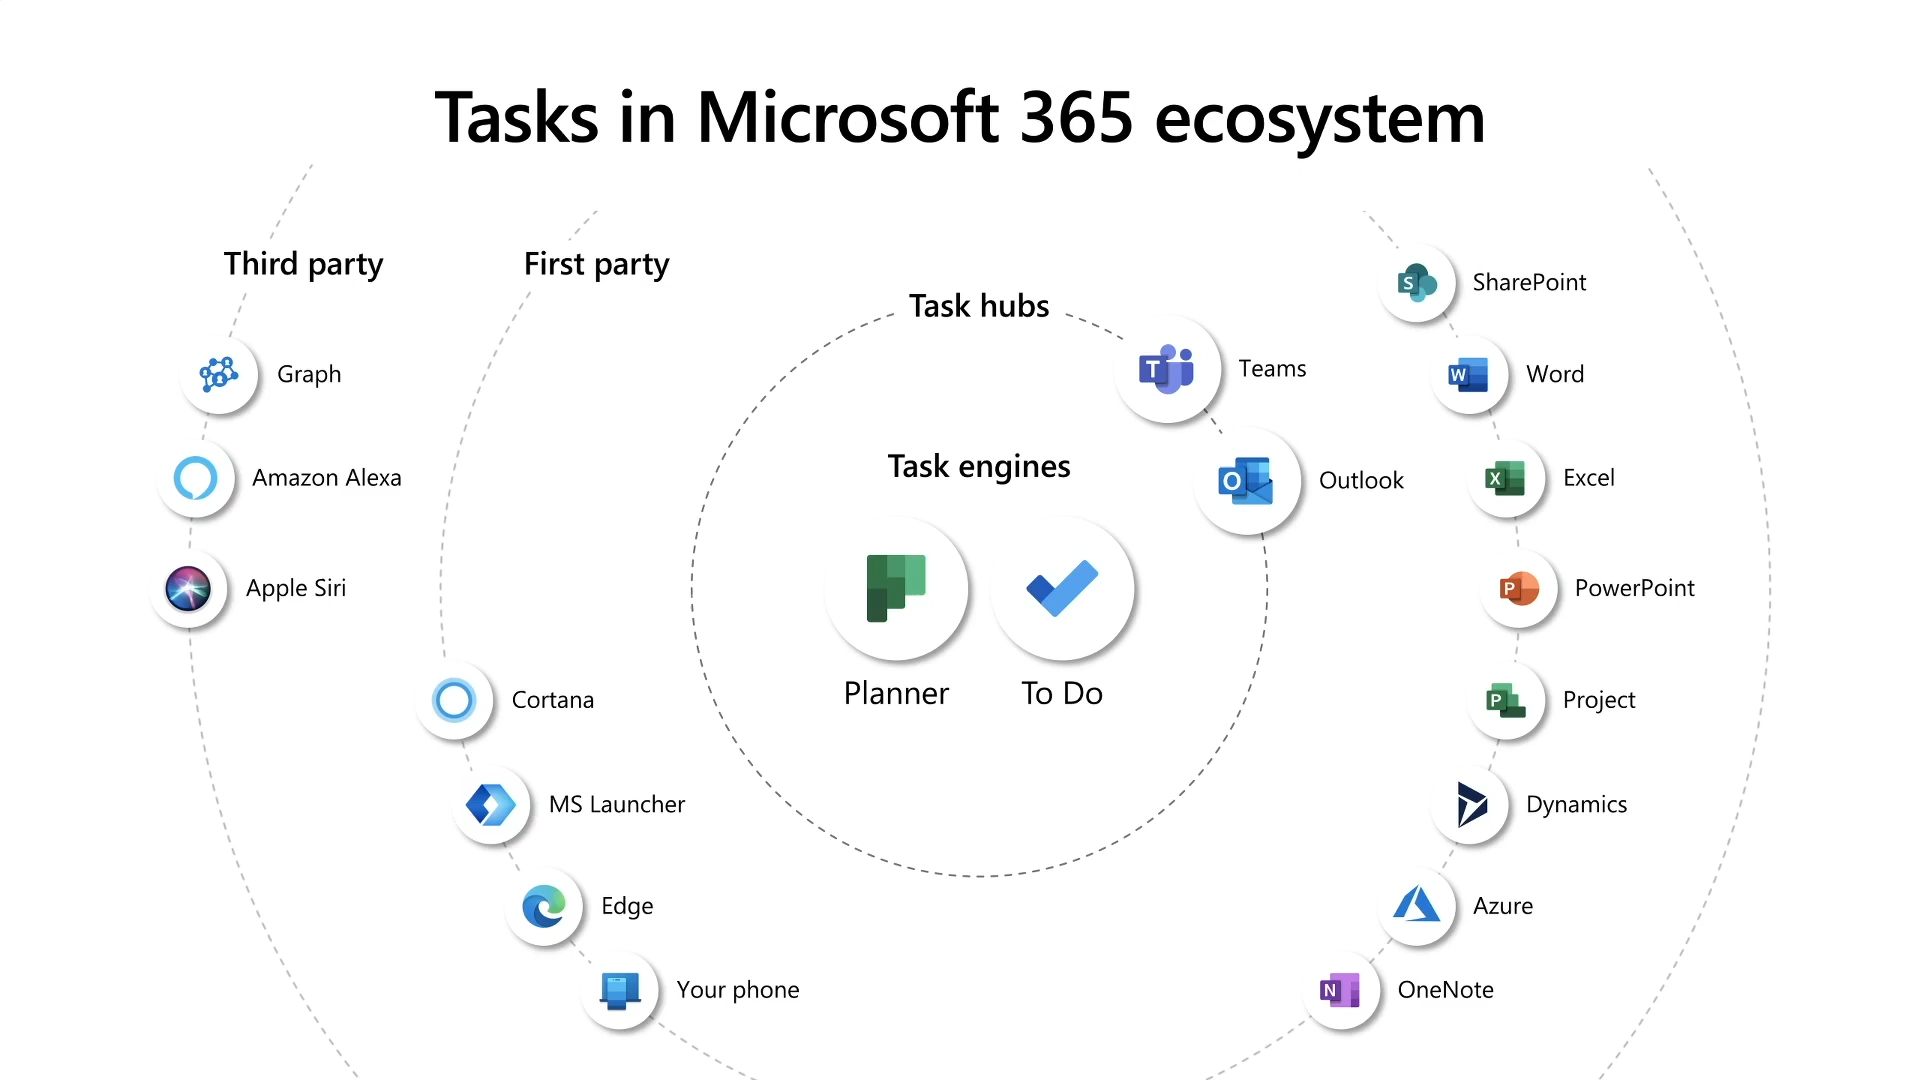 Tasks in Microsoft 365 ecosystem
Third party
Graph
Amazon Alexa
Apple Siri
First party
Cortana
MS Launcher
Edge
Your phone
Task hubs
T
Teams
O
Outlook
Task engines
Planner
To Do
S
SharePoint
W
Word
X
Excel
P
PowerPoint
P
Project
Dynamics
Azure
N
OneNote